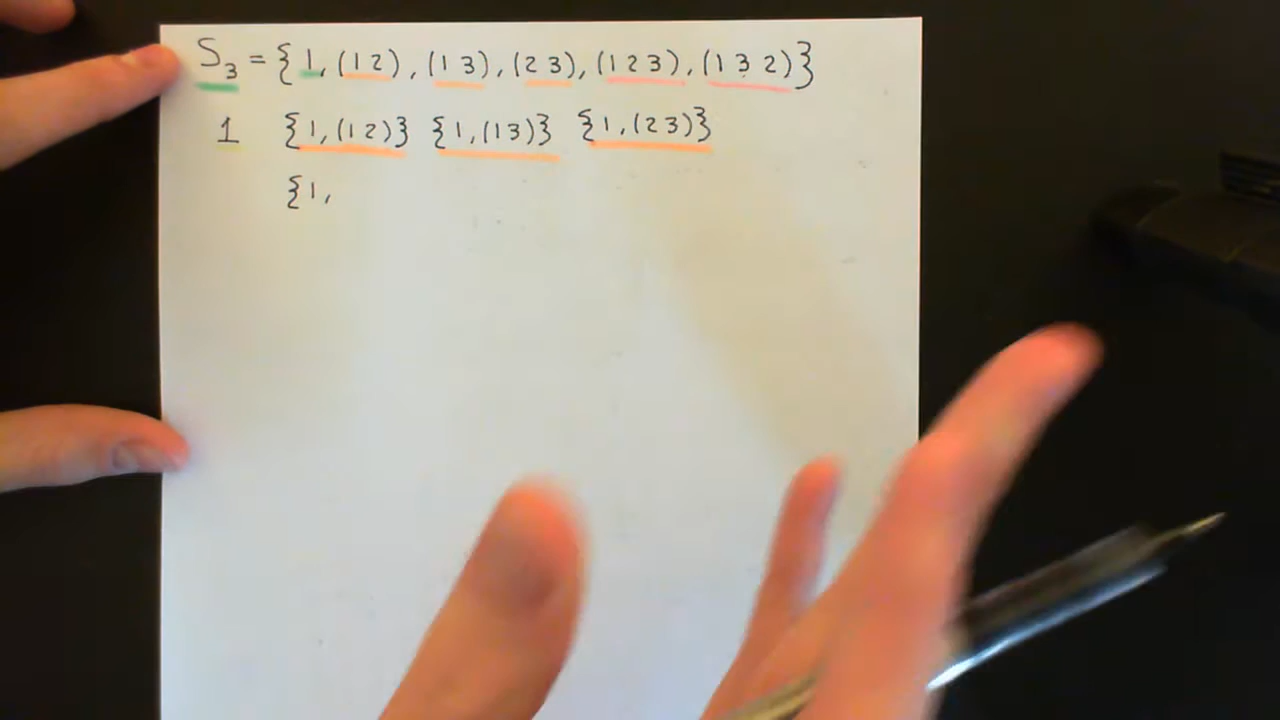 S₃ = {1, (1 2), (1 3), (2 3), (1 2 3), (1 3 2)}
1 {1,(1 2)} {1,(1 3)} {1,(2 3)}
{1,